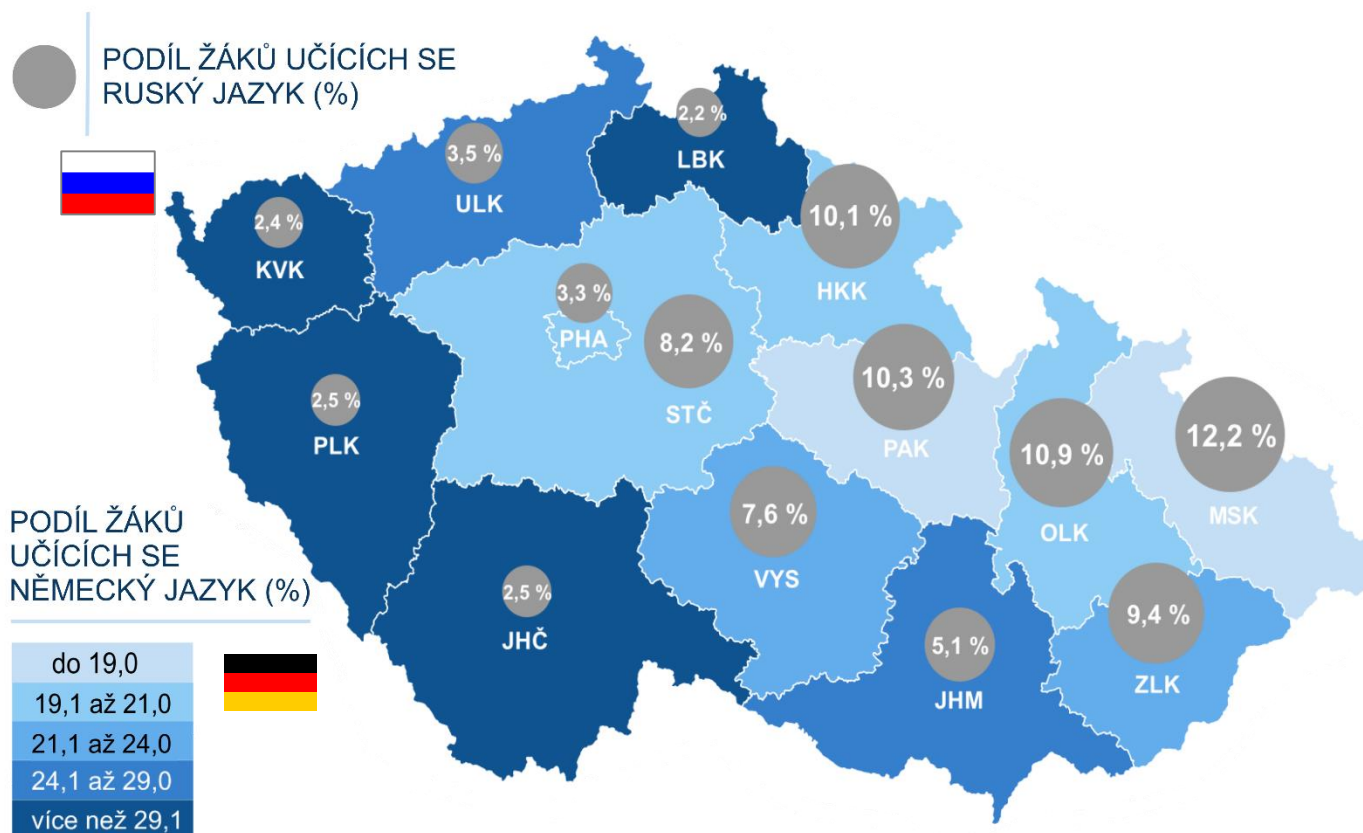 PODÍL ŽÁKŮ UČÍCÍCH SE
RUSKÝ JAZYK (%)
2,2 %
LBK
3,5 %
ULK
10,1 %
HKK
2,4 %
KVK
3,3 %
PHA
8,2 %
STČ
10,3 %
PAK
2,5 %
PLK
10,9 %
OLK
12,2 %
MSK
7,6 %
VYS
2,5 %
JHČ
5,1 %
JHM
9,4 %
ZLK
PODÍL ŽÁKŮ
UČÍCÍCH SE
NĚMECKÝ JAZYK (%)
do 19,0
19,1 až 21,0
21,1 až 24,0
24,1 až 29,0
více než 29,1